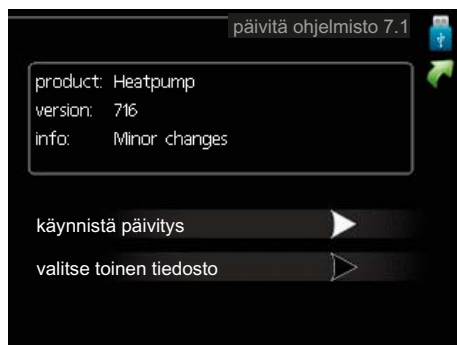 päivitä ohjelmisto 7.1
product: Heatpump
version: 716
info: Minor changes
käynnistä päivitys
valitse toinen tiedosto